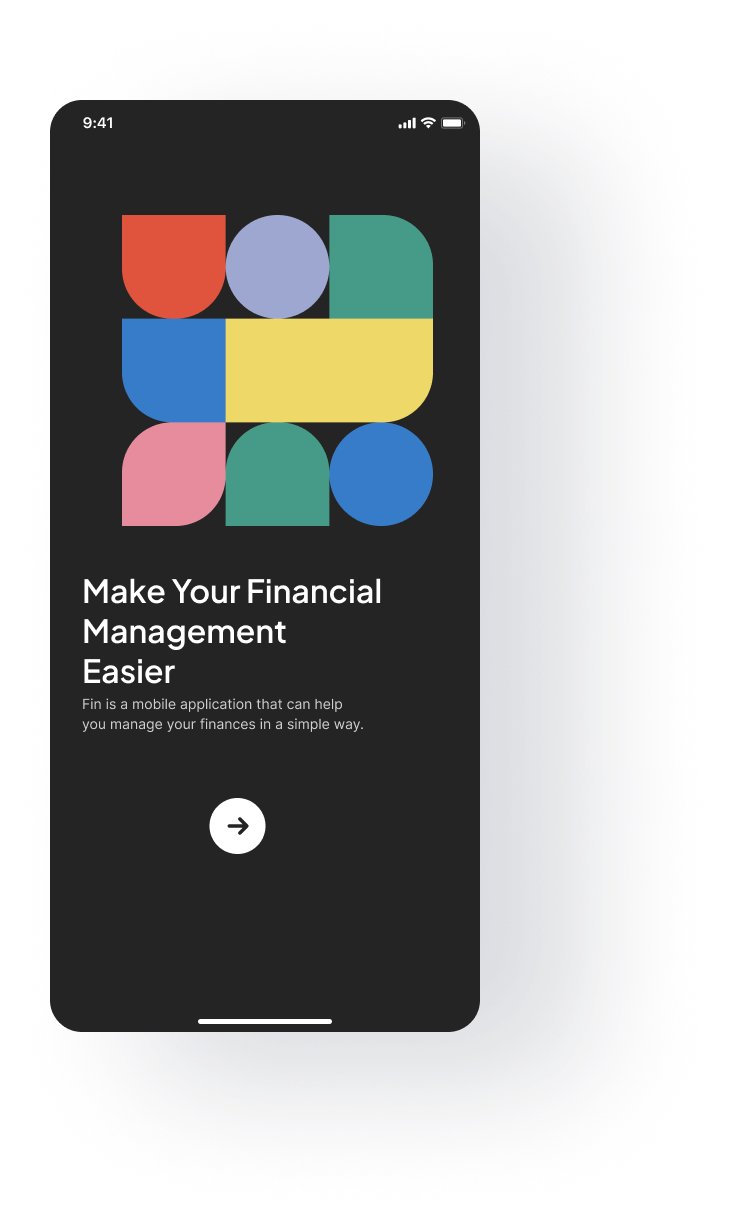 9:41
Make Your Financial
Management
Easier
Fin is a mobile application that can help
you manage your finances in a simple way.